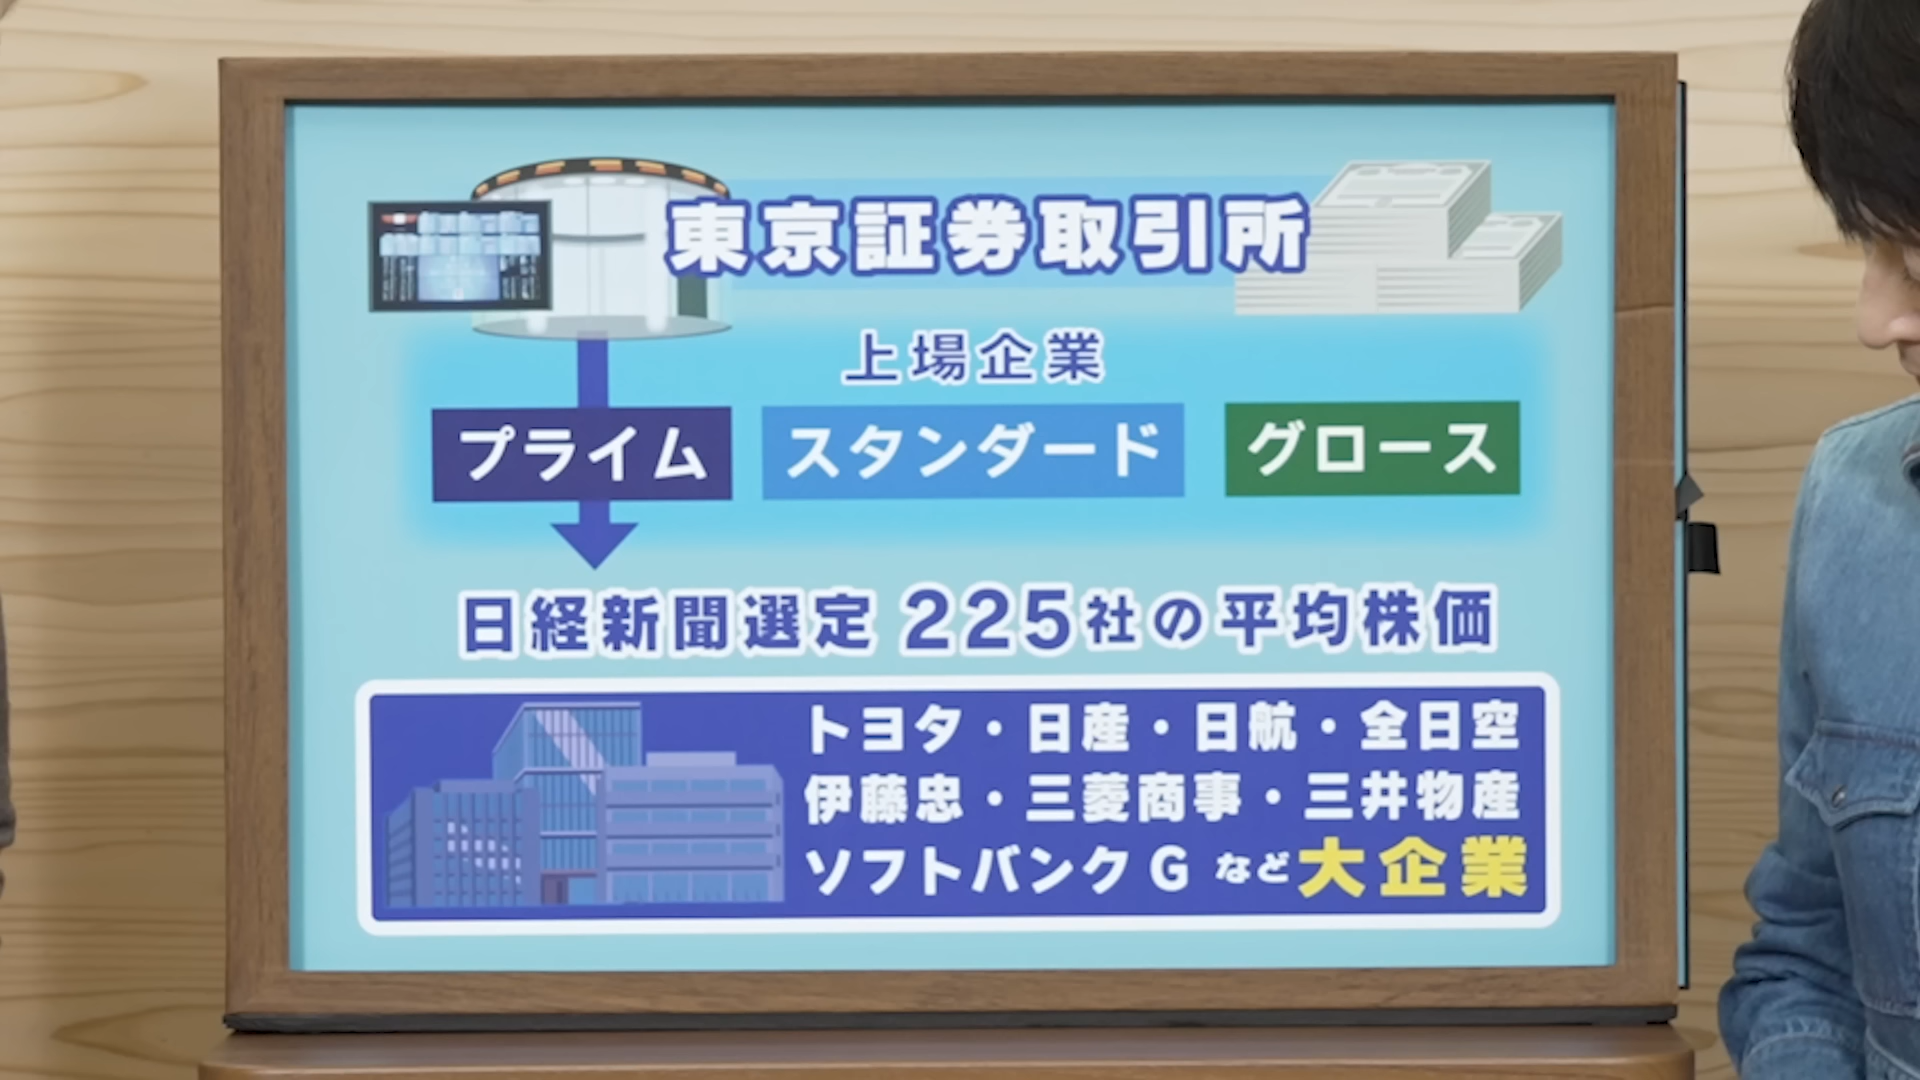 東京証券取引所
上場企業
プライム スタンダード グロース
日経新聞選定 225社の平均株価
トヨタ・日産・日航・全日空
伊藤忠・三菱商事・三井物産
ソフトバンクG など大企業